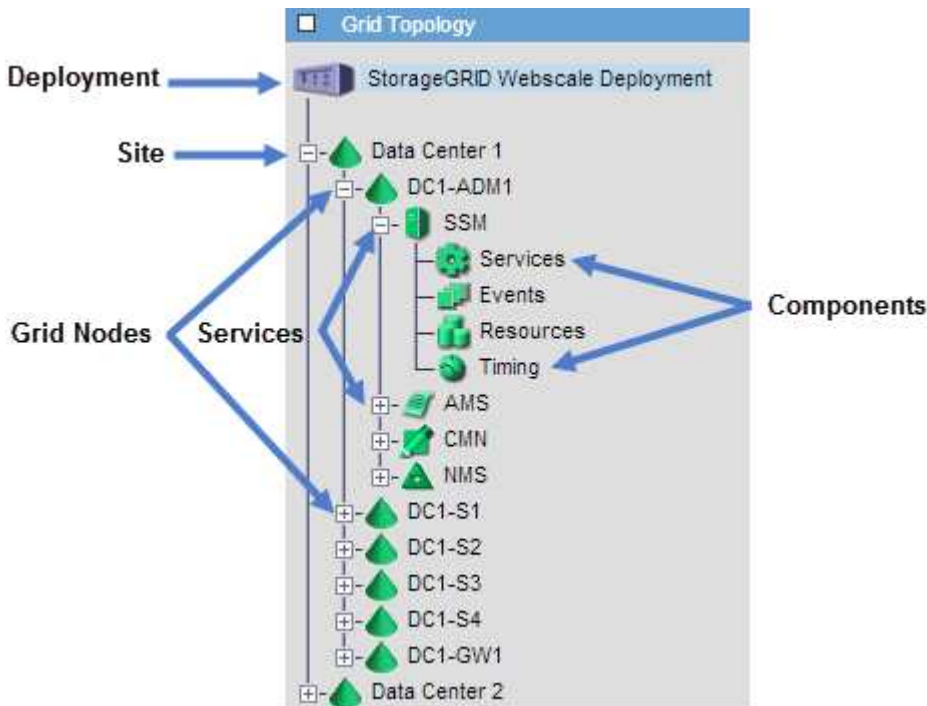 Grid Topology
Deployment
StorageGRID Webscale Deployment
Site
Data Center 1
DC1-ADM1
SSM
Services
Events
Components
Grid Nodes
Services
Resources
Timing
AMS
CMN
NMS
DC1-S1
DC1-S2
DC1-S3
DC1-S4
DC1-GW1
Data Center 2